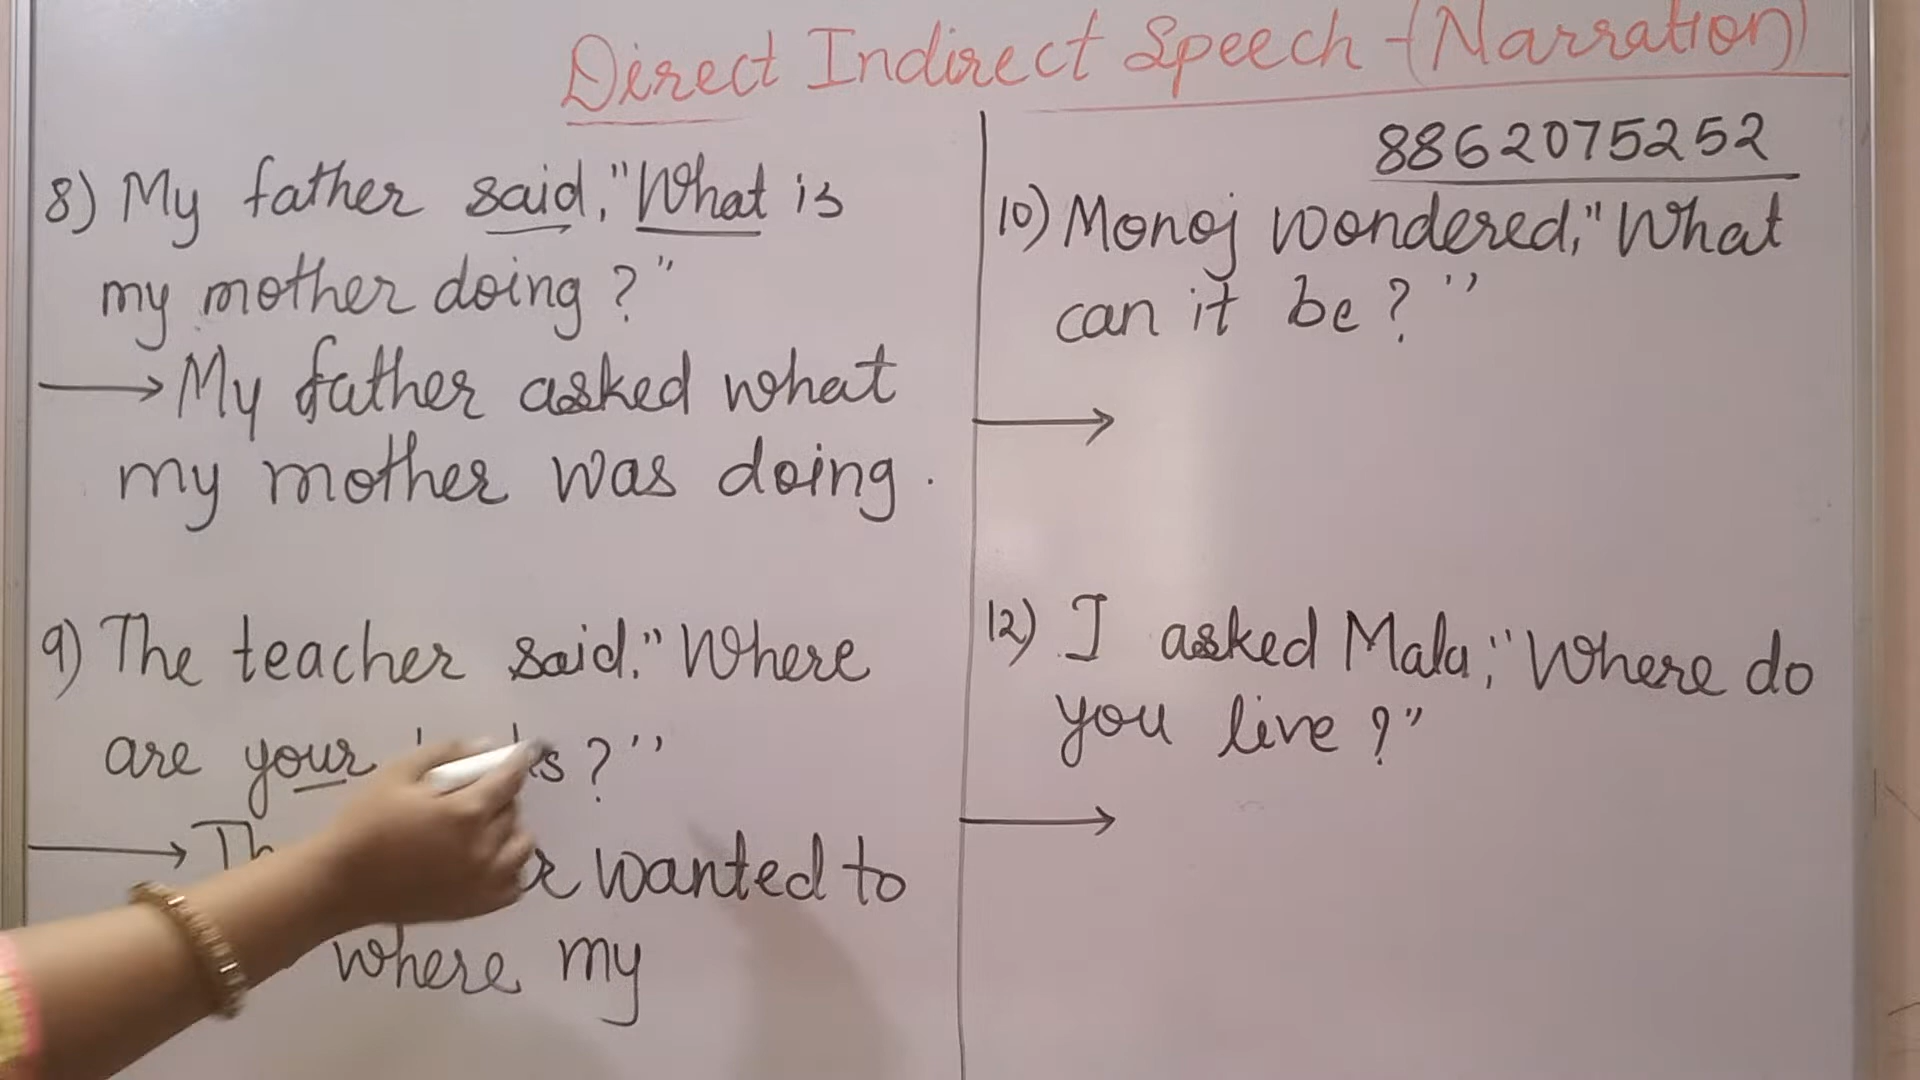 Direct Indirect Speech - (Narration)
8) My father said, "What is
my mother doing ?"
→ My father asked what
my mother was doing.
9) The teacher said. "Where
are your ?"
→ wanted to
where my
8862075252
10) Monoj wondered, "What
can it be ? "
→
12) I asked Mala, "Where do
you live ?"
→